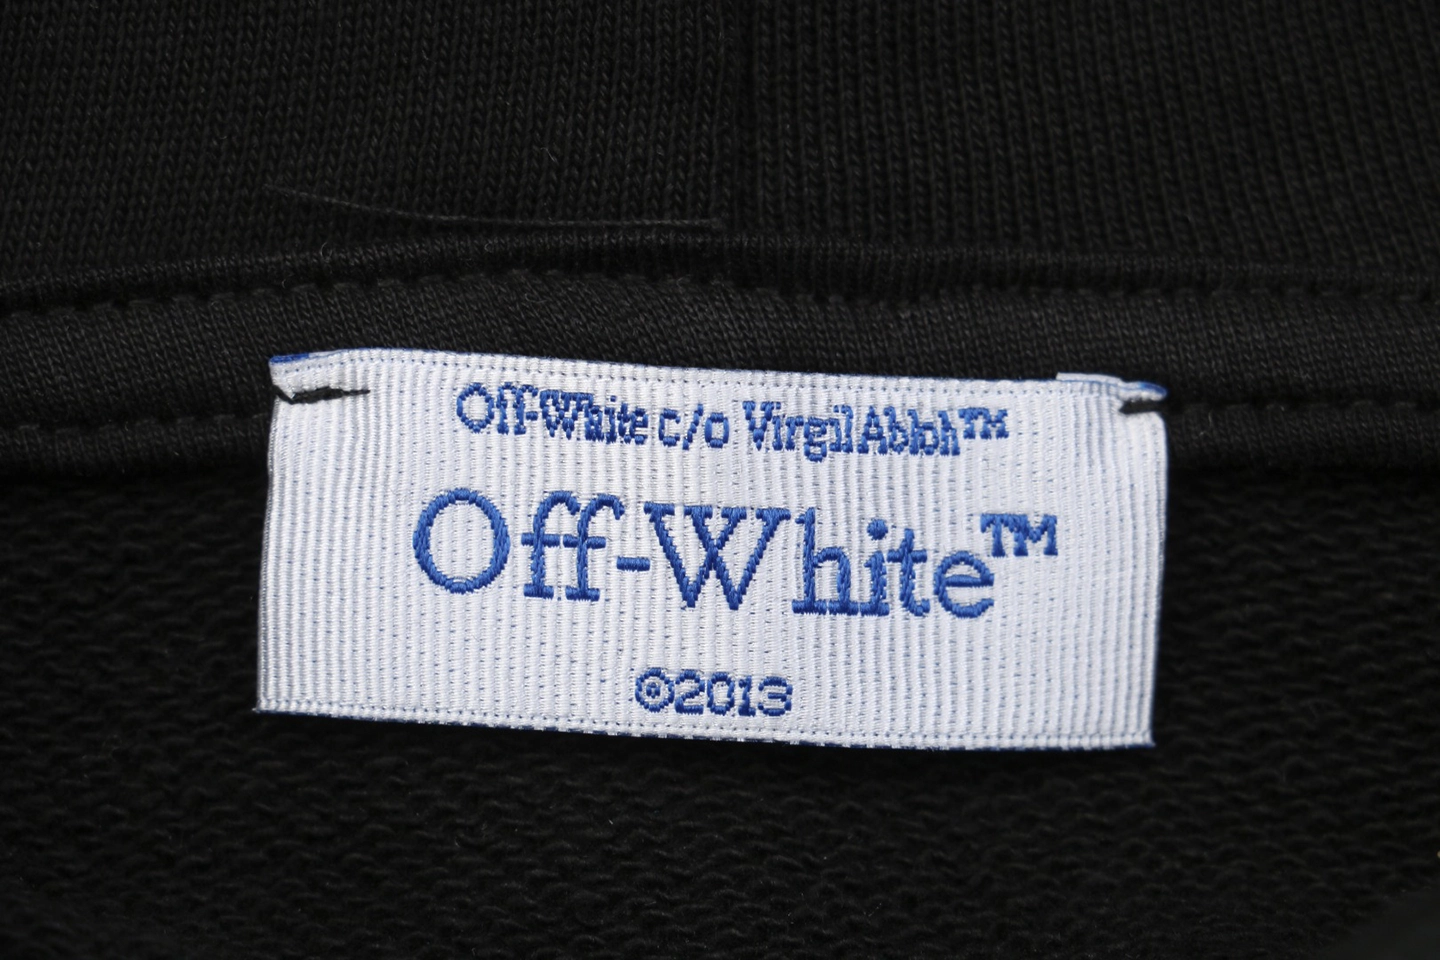 Off-White c/o Virgil Abloh™
Off-White™
©2013